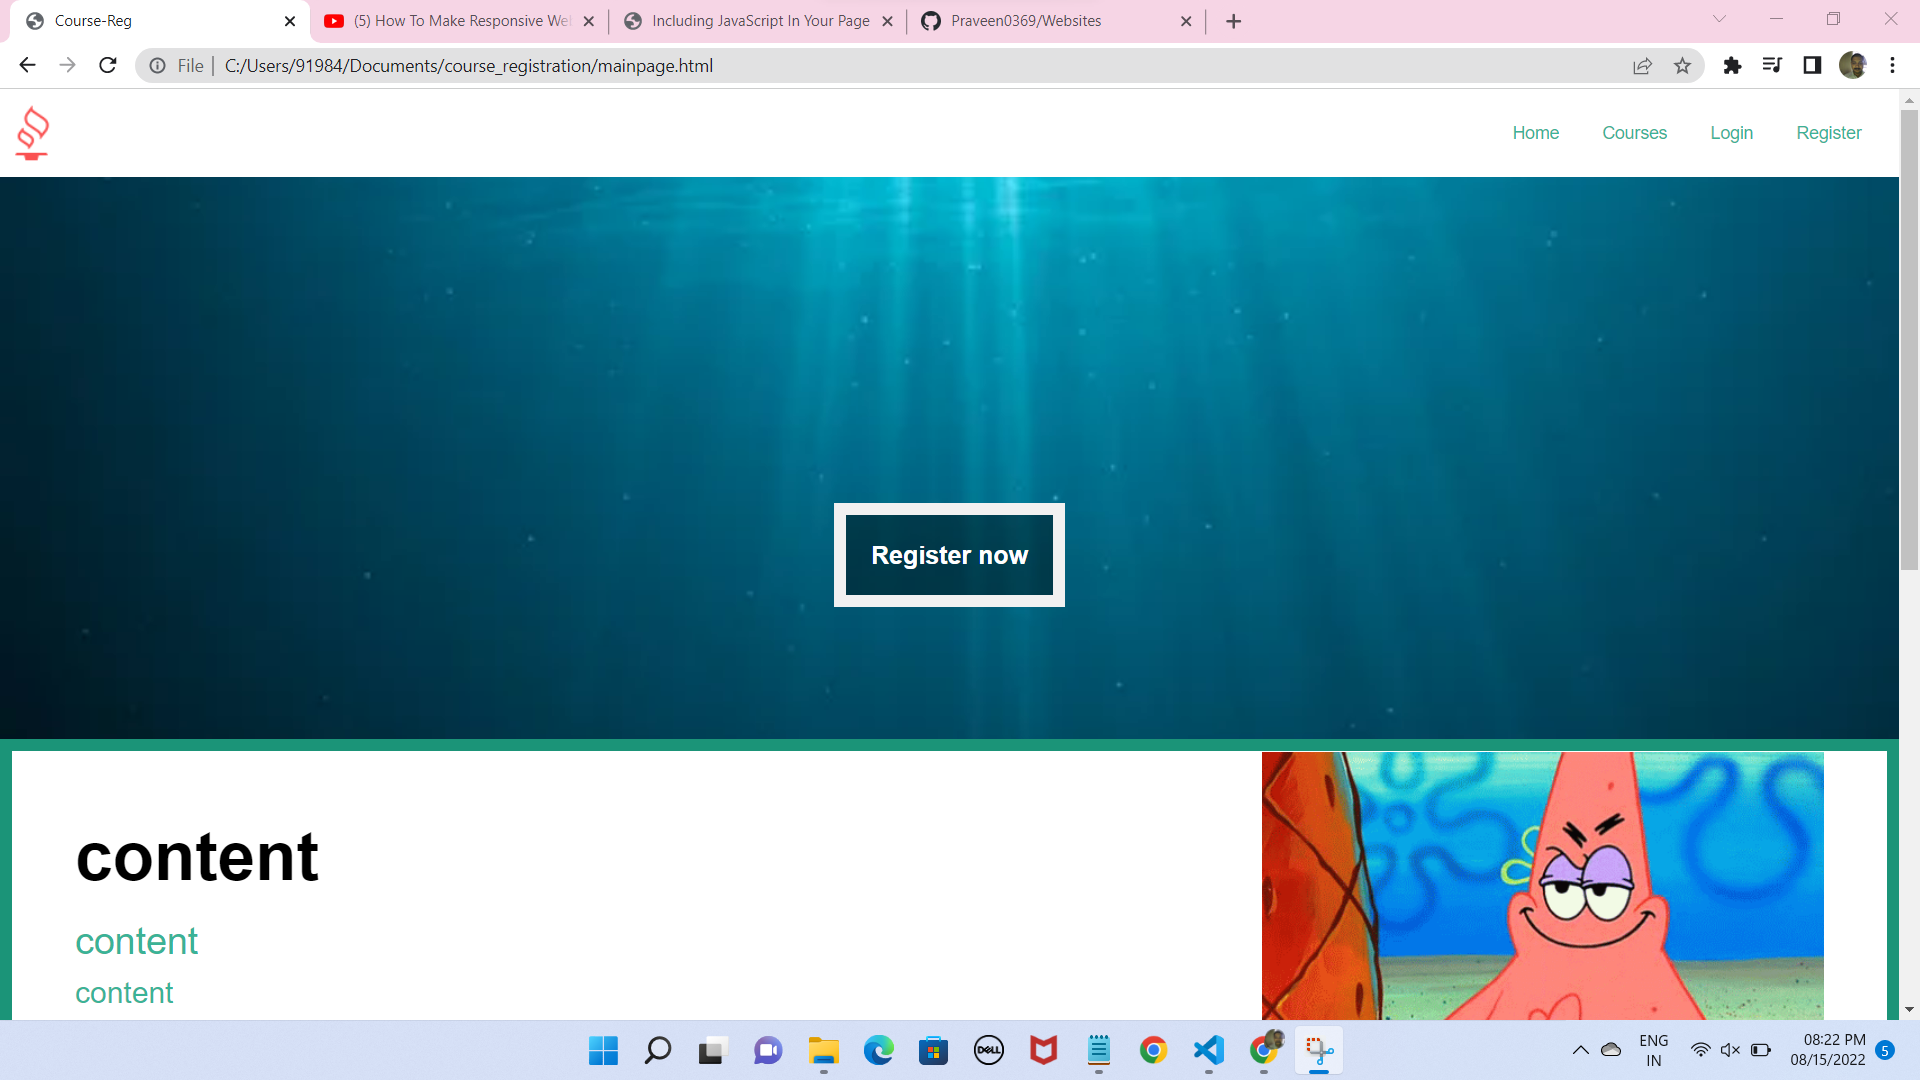 Course-Reg
(5) How To Make Responsive We
Including JavaScript In Your Page
Praveen0369/Websites
File
C:/Users/91984/Documents/course_registration/mainpage.html
Home
Courses
Login
Register
Register now
content
content
content
DELL
ENG
IN
08:22 PM
08/15/2022
5